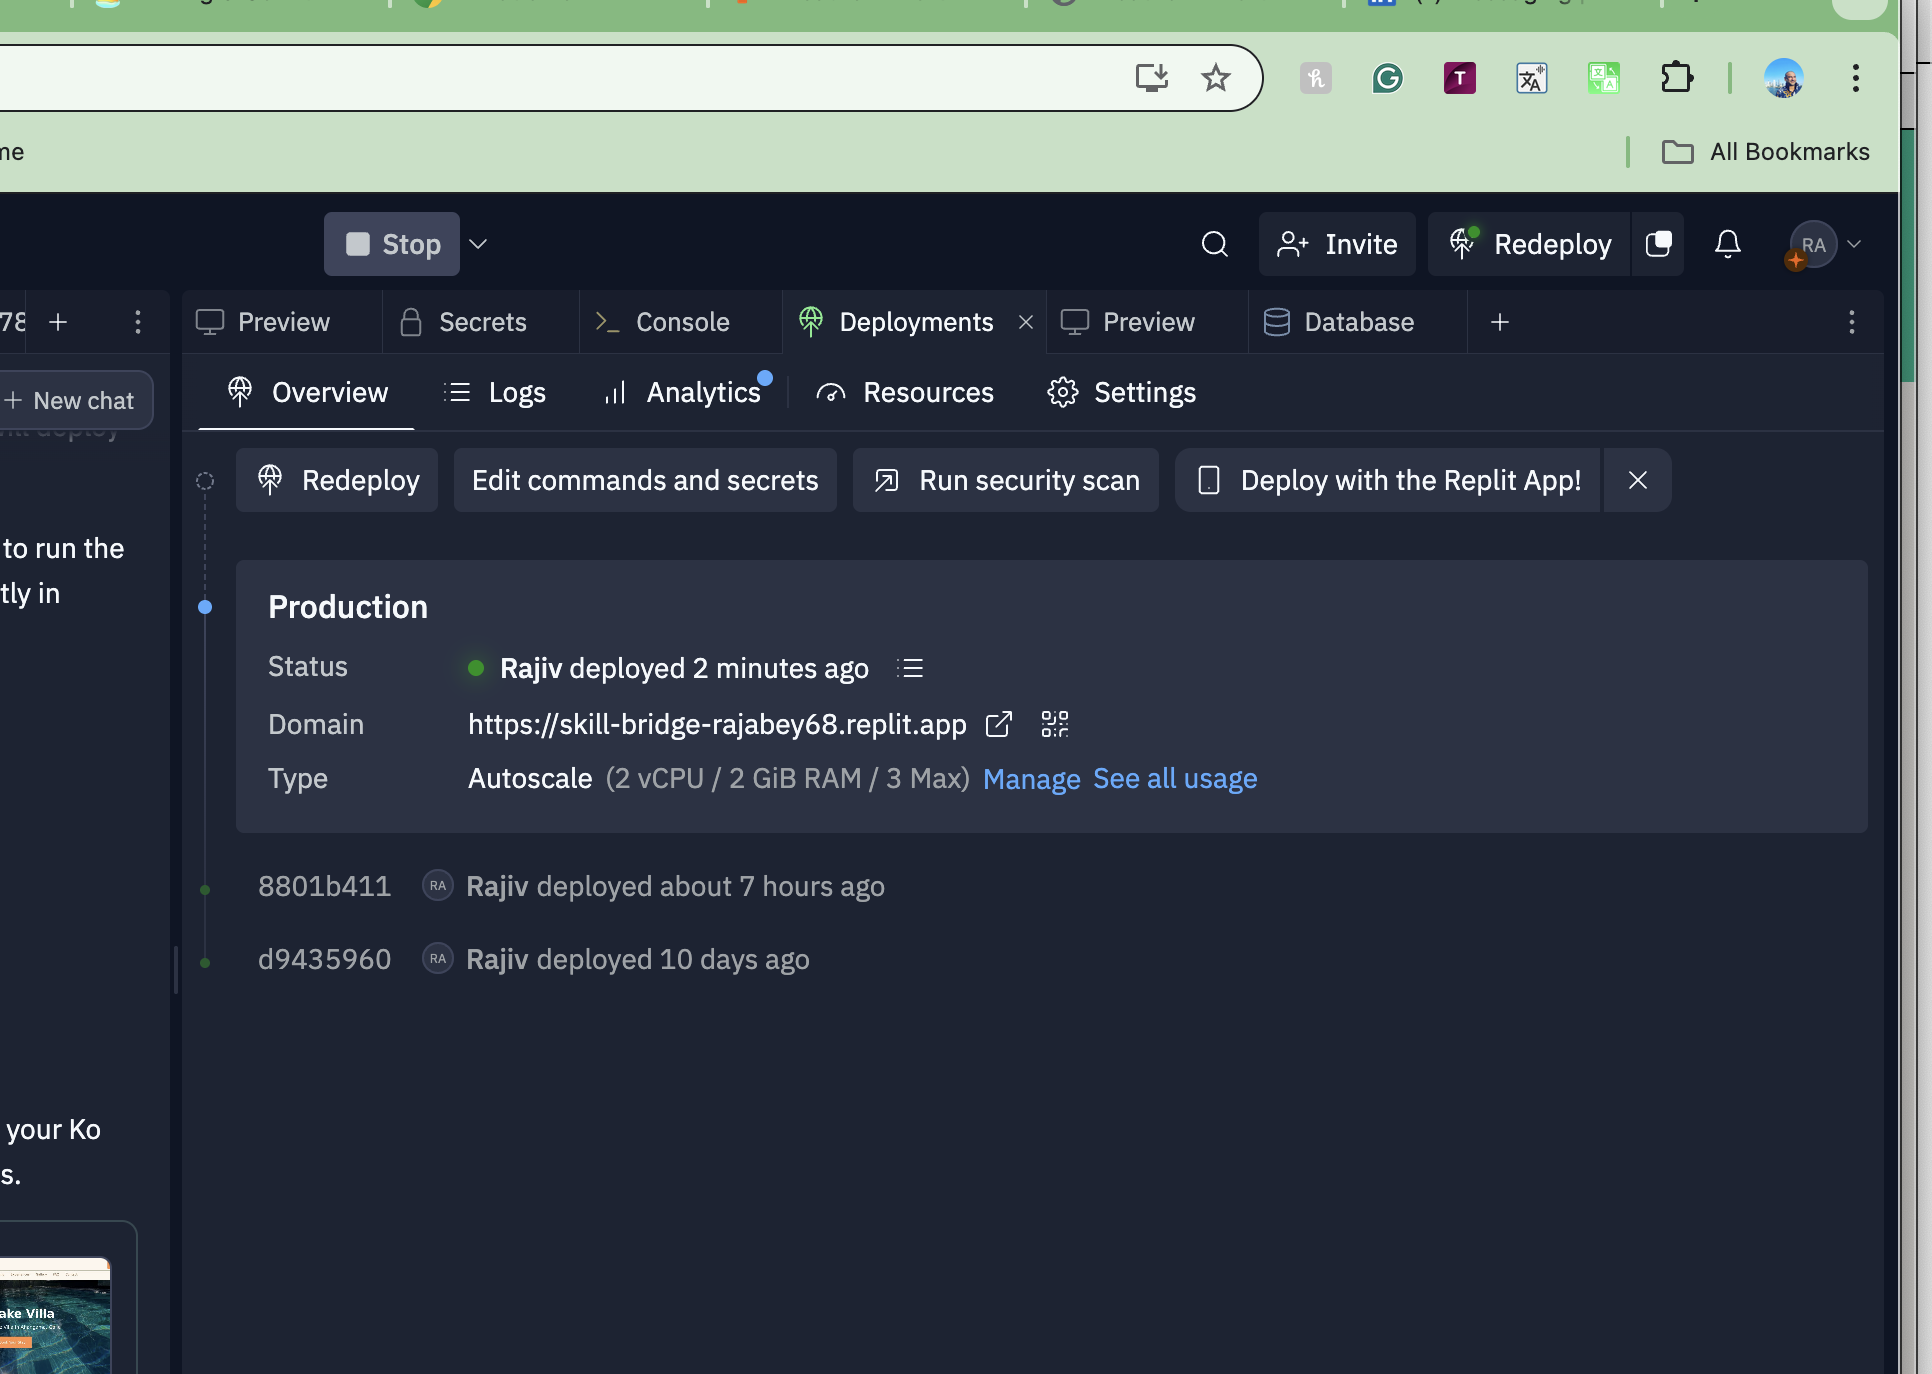 me
All Bookmarks
Stop
Invite
Redeploy
RA
78
Preview
Secrets
Console
Deployments
Preview
Database
New chat
Overview
Logs
Analytics
Resources
Settings
deploy
Redeploy
Edit commands and secrets
Run security scan
Deploy with the Replit App!
to run the
tly in
Production
Status
Rajiv deployed 2 minutes ago
Domain
https://skill-bridge-rajabey68.replit.app
Type
Autoscale (2 vCPU / 2 GiB RAM / 3 Max) Manage See all usage
8801b411
RA
Rajiv deployed about 7 hours ago
d9435960
RA
Rajiv deployed 10 days ago
your Ko
s.
ake Villa